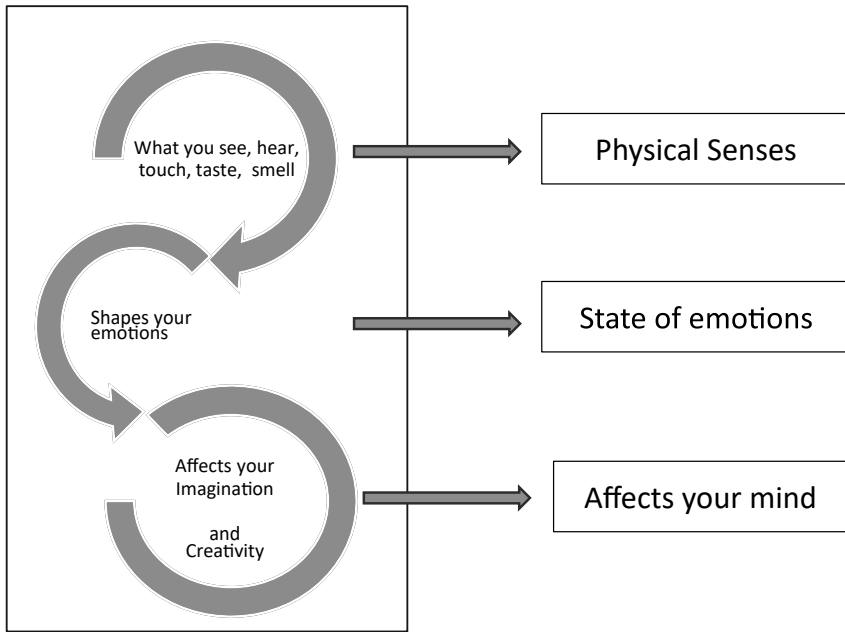 What you see, hear,
touch, taste, smell
Physical Senses
Shapes your
emotions
State of emotions
Affects your
Imagination
and
Creativity
Affects your mind